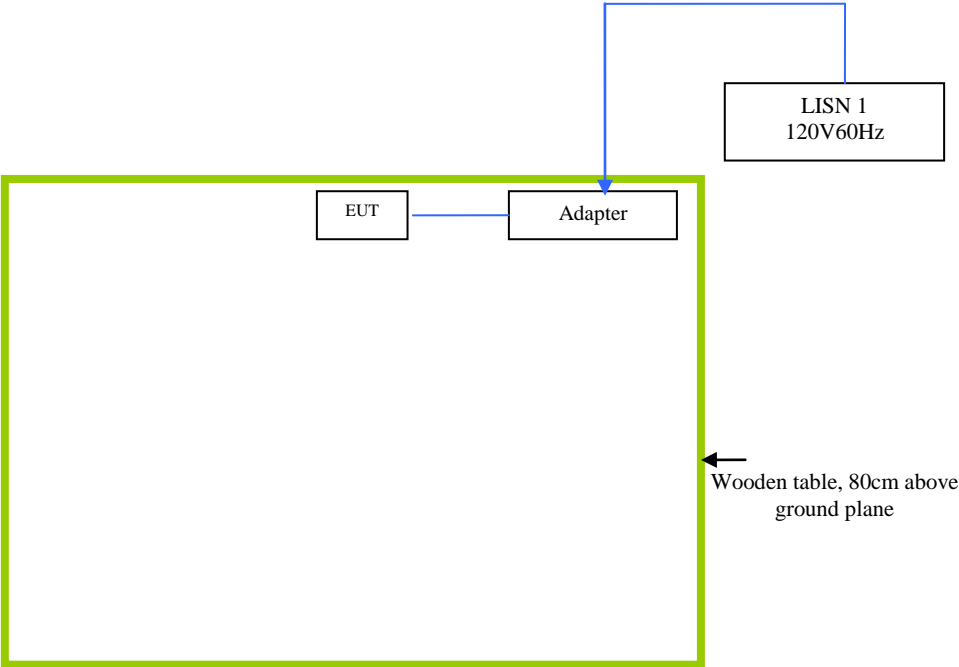 LISN 1
120V60Hz
EUT
Adapter
Wooden table, 80cm above
ground plane